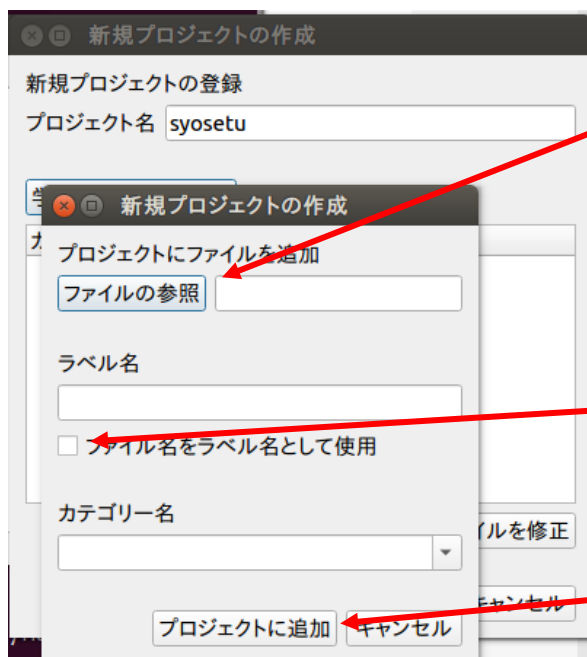 新規プロジェクトの作成
新規プロジェクトの登録
プロジェクト名 syosetu
新規プロジェクトの作成
プロジェクトにファイルを追加
ファイルの参照
ラベル名
ファイル名をラベル名として使用
カテゴリー名
イルを修正
キャンセル
プロジェクトに追加 キャンセル